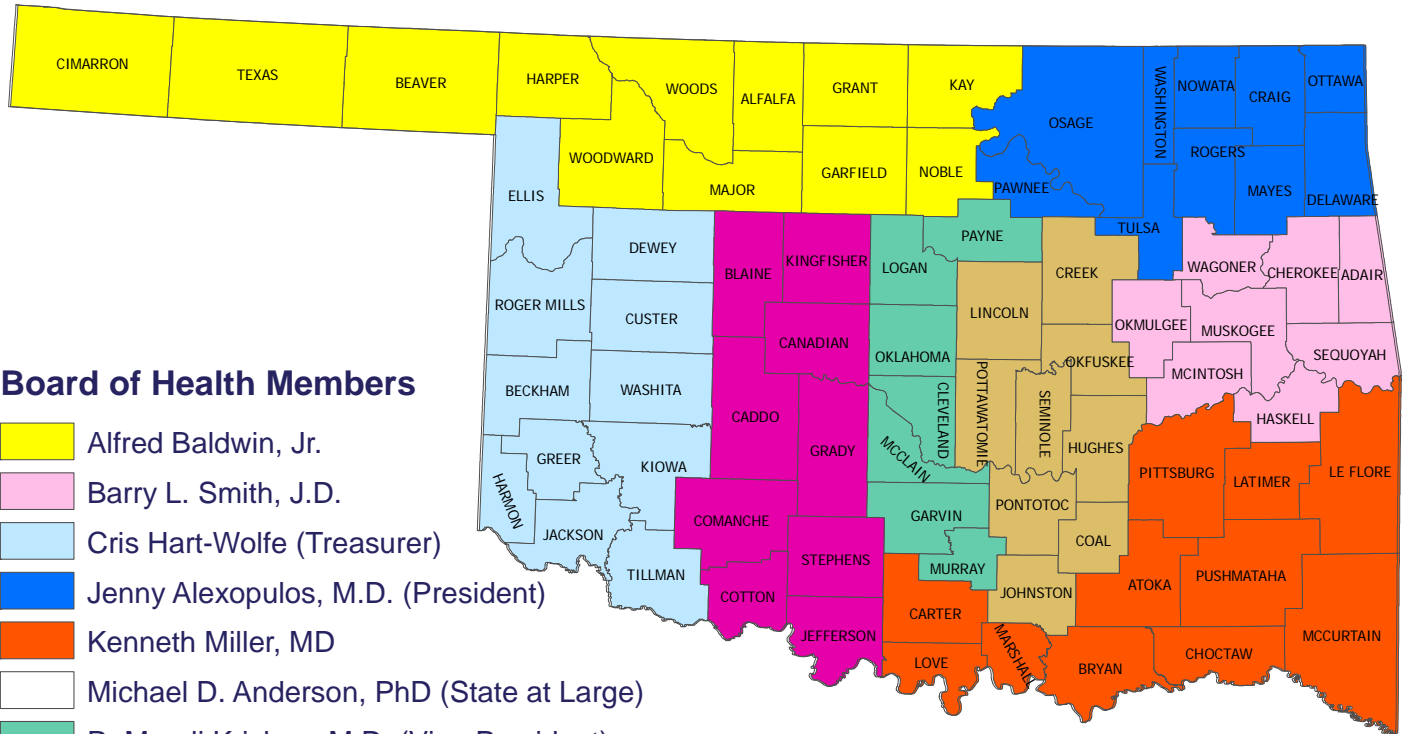 CIMARRON
TEXAS
BEAVER
HARPER
WOODS
ALFALFA
GRANT
KAY
OSAGE
WASHINGTON
NOWATA
CRAIG
OTTAWA
WOODWARD
MAJOR
GARFIELD
NOBLE
PAWNEE
ROGERS
MAYES
DELAWARE
ELLIS
DEWEY
BLAINE
KINGFISHER
LOGAN
PAYNE
CREEK
TULSA
WAGONER
CHEROKEE
ADAIR
ROGER MILLS
CUSTER
CANADIAN
OKLAHOMA
LINCOLN
OKFUSKEE
OKMULGEE
MUSKOGEE
SEQUOYAH
BECKHAM
WASHITA
CADDO
GRADY
CLEVELAND
MCCLAIN
POTTAWATOMIE
SEMINOLE
HUGHES
MCINTOSH
HASKELL
HARMON
GREER
KIOWA
JACKSON
TILLMAN
COMANCHE
COTTON
STEPHENS
JEFFERSON
GARVIN
MURRAY
PONTOTOC
COAL
JOHNSTON
PITTSBURG
LATIMER
LE FLORE
ATOKA
PUSHMATAHA
MCCURTAIN
CARTER
LOVE
MARSHALL
BRYAN
CHOCTAW
Board of Health Members
Alfred Baldwin, Jr.
Barry L. Smith, J.D.
Cris Hart-Wolfe (Treasurer)
Jenny Alexopulos, M.D. (President)
Kenneth Miller, MD
Michael D. Anderson, PhD (State at Large)
M.D. (Vice President)